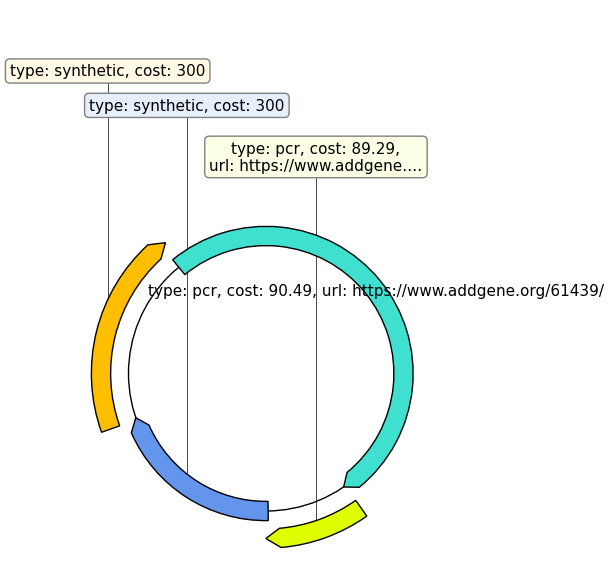 type: synthetic, cost: 300
type: synthetic, cost: 300
type: pcr, cost: 89.29,
url: https://www.addgene....
type: pcr, cost: 90.49, url: https://www.addgene.org/61439/